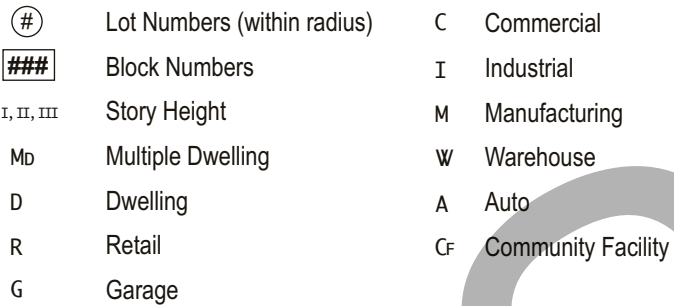 # Lot Numbers (within radius)
### Block Numbers
I, II, III Story Height
MD Multiple Dwelling
D Dwelling
R Retail
G Garage
C Commercial
I Industrial
M Manufacturing
W Warehouse
A Auto
CF Community Facility